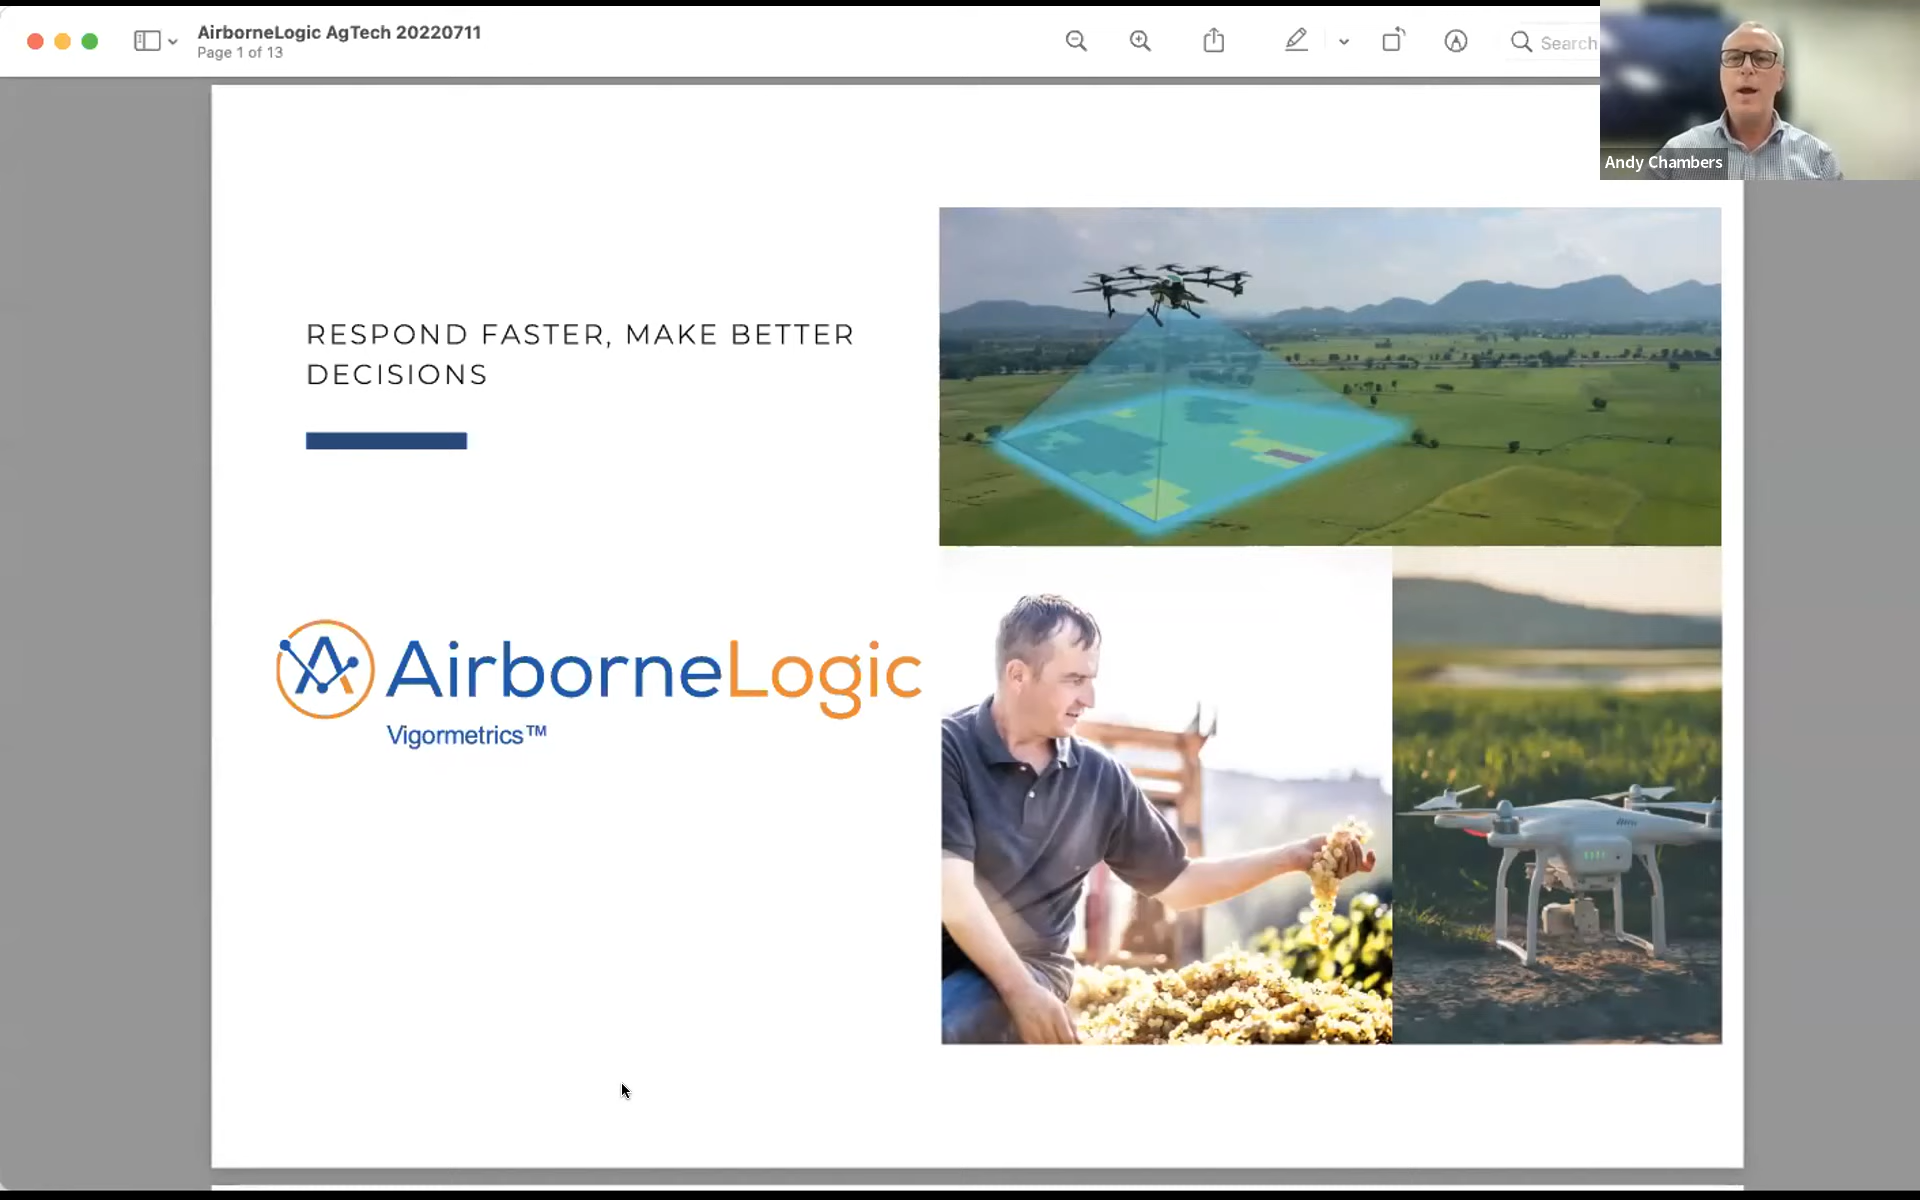 AirborneLogic AgTech 20220711
Page 1 of 13
Search
Andy Chambers
RESPOND FASTER, MAKE BETTER
DECISIONS
AirborneLogic
Vigormetrics™